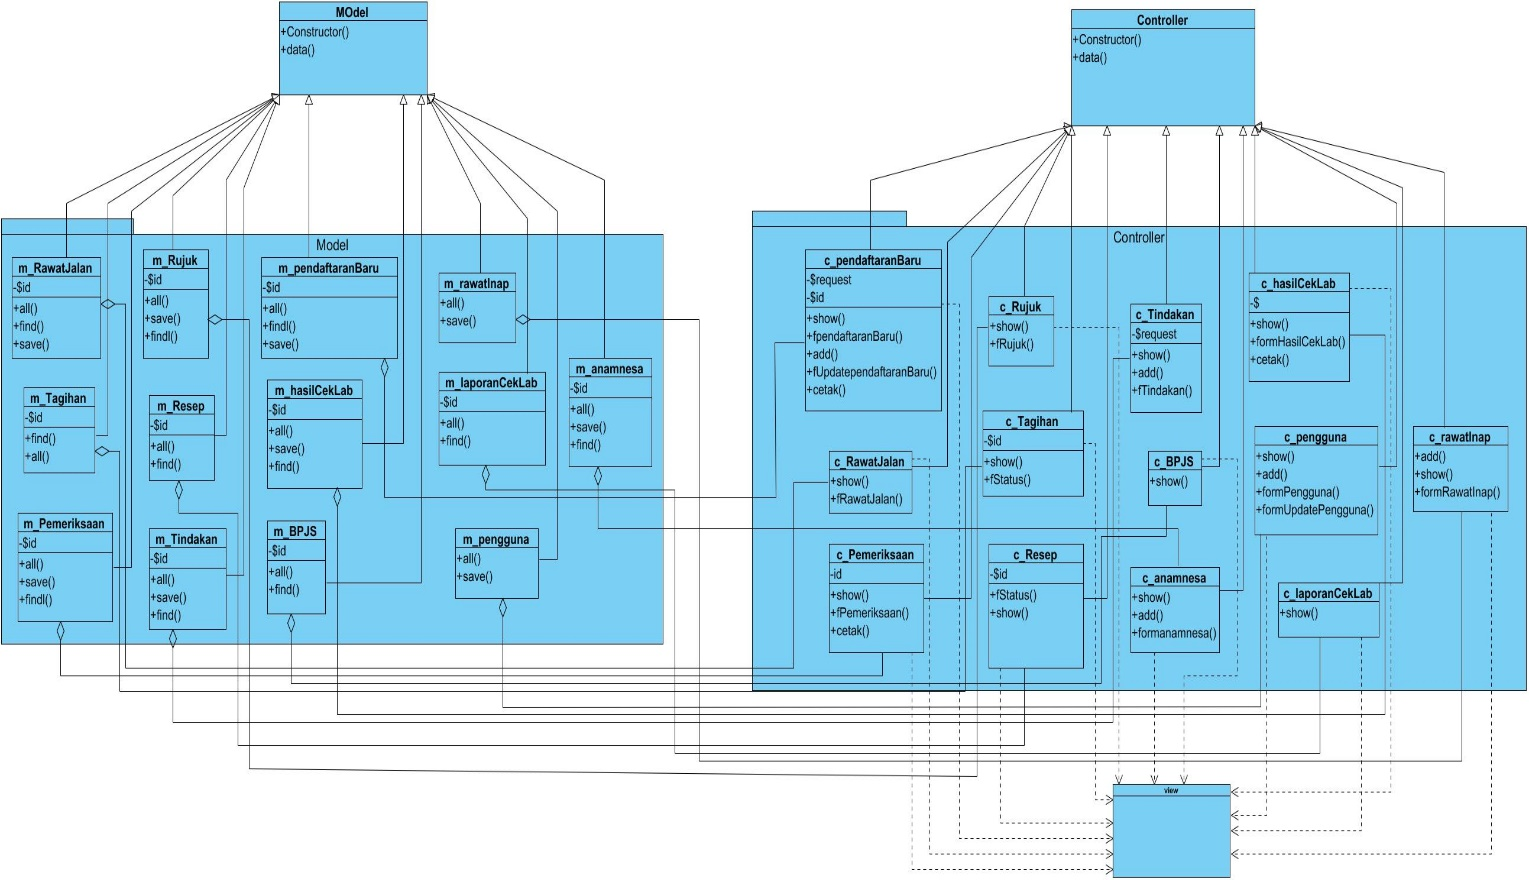 MOdel
+Constructor()
+data()
Controller
+Constructor()
+data()
Model
m_RawatJalan
-$id
+all()
+find()
+save()
m_Rujuk
-$id
+all()
+save()
+findl()
m_pendaftaranBaru
-$id
+all()
+findl()
+save()
m_rawatInap
+all()
+save()
m_Tagihan
-$id
+find()
+all()
m_Resep
-$id
+all()
+find()
m_hasilCekLab
-$id
+all()
+save()
+find()
m_laporanCekLab
-$id
+all()
+find()
m_anamnesa
-$id
+all()
+save()
+find()
m_Pemeriksaan
-$id
+all()
+save()
+findl()
m_Tindakan
-$id
+all()
+save()
+find()
m_BPJS
-$id
+all()
+find()
m_pengguna
+all()
+save()
Controller
c_pendaftaranBaru
-$request
-$id
+show()
+fpendaftaranBaru()
+add()
+fUpdatependaftaranBaru()
+cetak()
c_Rujuk
+show()
+fRujuk()
c_Tindakan
-$request
+show()
+add()
+fTindakan()
c_hasilCekLab
-$
+show()
+formHasilCekLab()
+cetak()
c_RawatJalan
+show()
+fRawatJalan()
c_Tagihan
-$id
+show()
+fStatus()
c_BPJS
+show()
c_pengguna
+show()
+add()
+formPengguna()
+formUpdatePengguna()
c_rawatInap
+add()
+show()
+formRawatInap()
c_Pemeriksaan
-id
+show()
+fPemeriksaan()
+cetak()
c_Resep
-$id
+fStatus()
+show()
c_anamnesa
+show()
+add()
+formanamnesa()
c_laporanCekLab
+show()
view